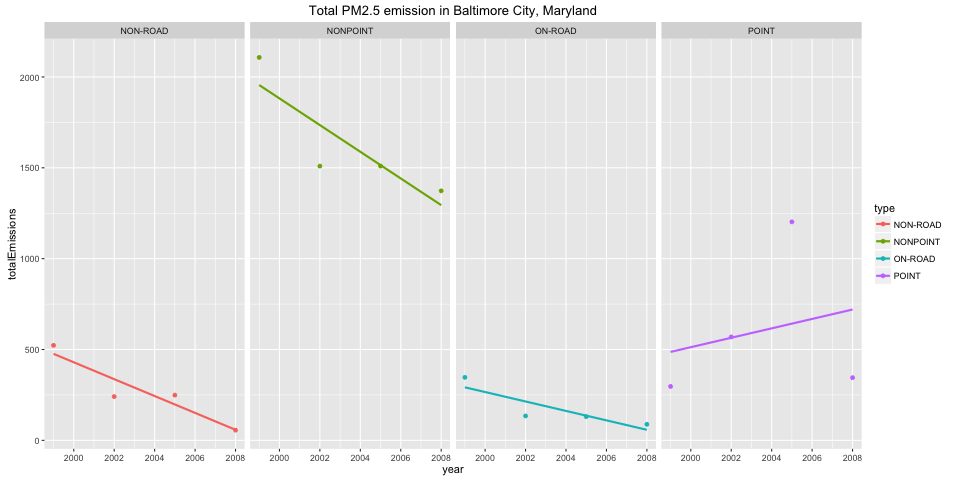 Total PM2.5 emission in Baltimore City, Maryland
NON-ROAD
NONPOINT
ON-ROAD
POINT
totalEmissions
2000
1500
1000
500
0
2000 2002 2004 2006 2008
2000 2002 2004 2006 2008
2000 2002 2004 2006 2008
2000 2002 2004 2006 2008
year
type
NON-ROAD
NONPOINT
ON-ROAD
POINT